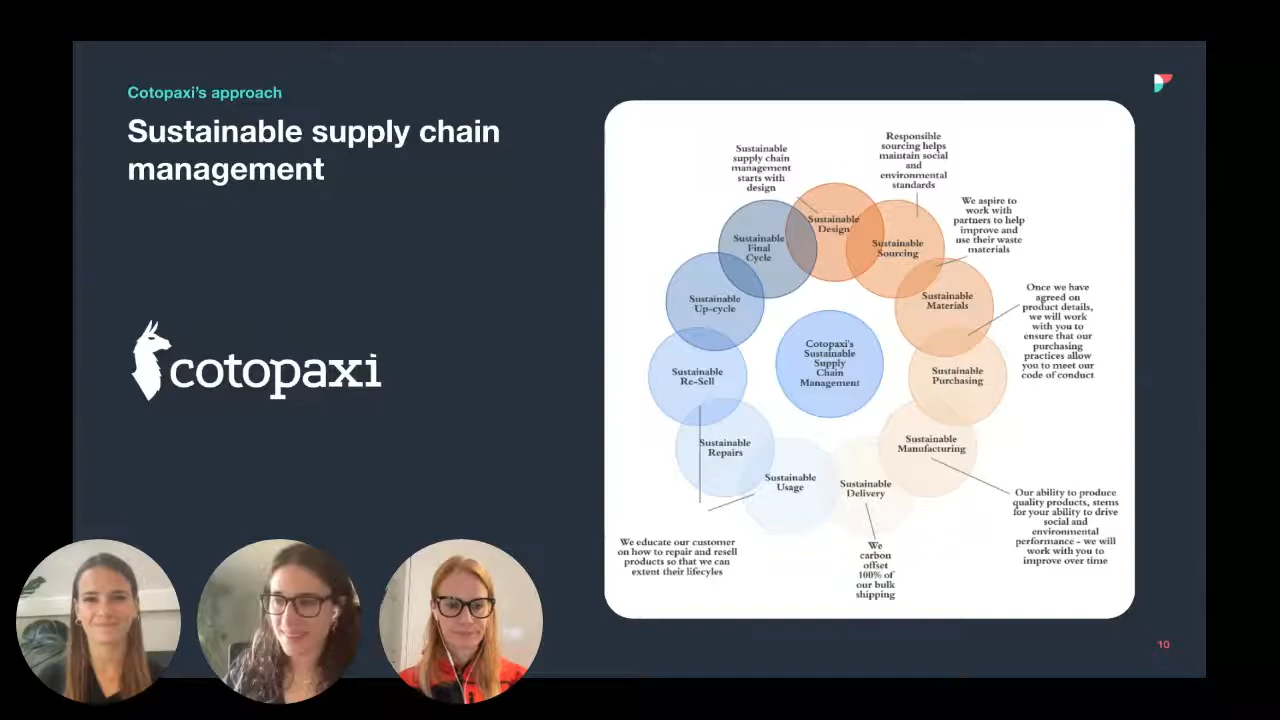 Cotopaxi's approach
Sustainable supply chain
management
cotopaxi
Sustainable
supply chain
management
starts with
design
Responsible
sourcing helps
maintain social
and
environmental
standards
We aspire to
work with
partners to help
improve and
use their waste
materials
Once we have
agreed on
product details,
we will work
with you to
ensure that our
purchasing
practices allow
you to meet our
code of conduct
Sustainable
Design
Sustainable
Sourcing
Sustainable
Materials
Sustainable
Purchasing
Sustainable
Manufacturing
Sustainable
Delivery
Sustainable
Usage
Sustainable
Repairs
Sustainable
Re-Sell
Sustainable
Up-cycle
Sustainable
Final
Cycle
Cotopaxi's
Sustainable
Supply
Chain
Management
Our ability to produce
quality products, stems
for your ability to drive
social and
environmental
performance - we will
work with you to
improve over time
We
carbon
offset
100% of
our bulk
shipping
We educate our customer
on how to repair and resell
products so that we can
extent their lifecyles
10